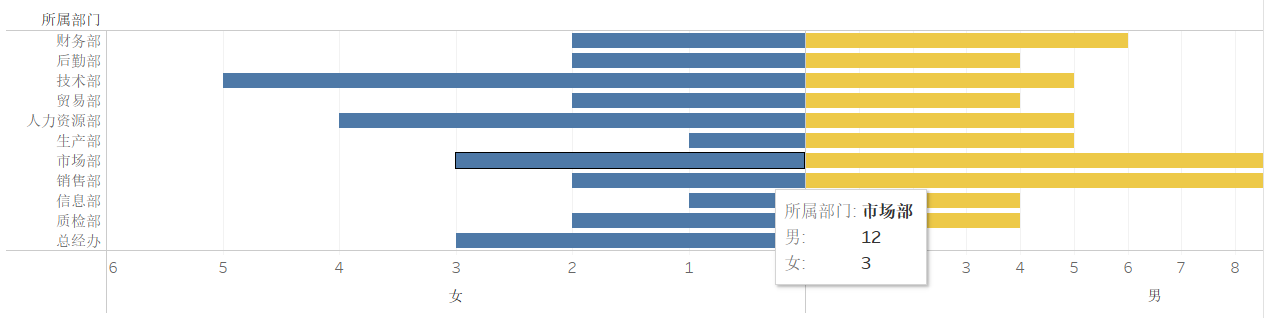 所属部门
财务部
后勤部
技术部
贸易部
人力资源部
生产部
市场部
销售部
信息部
质检部
总经办
所属部门: 市场部
男: 12
女: 3
6 5 4 3 2 1 3 4 5 6 7 8
女 男